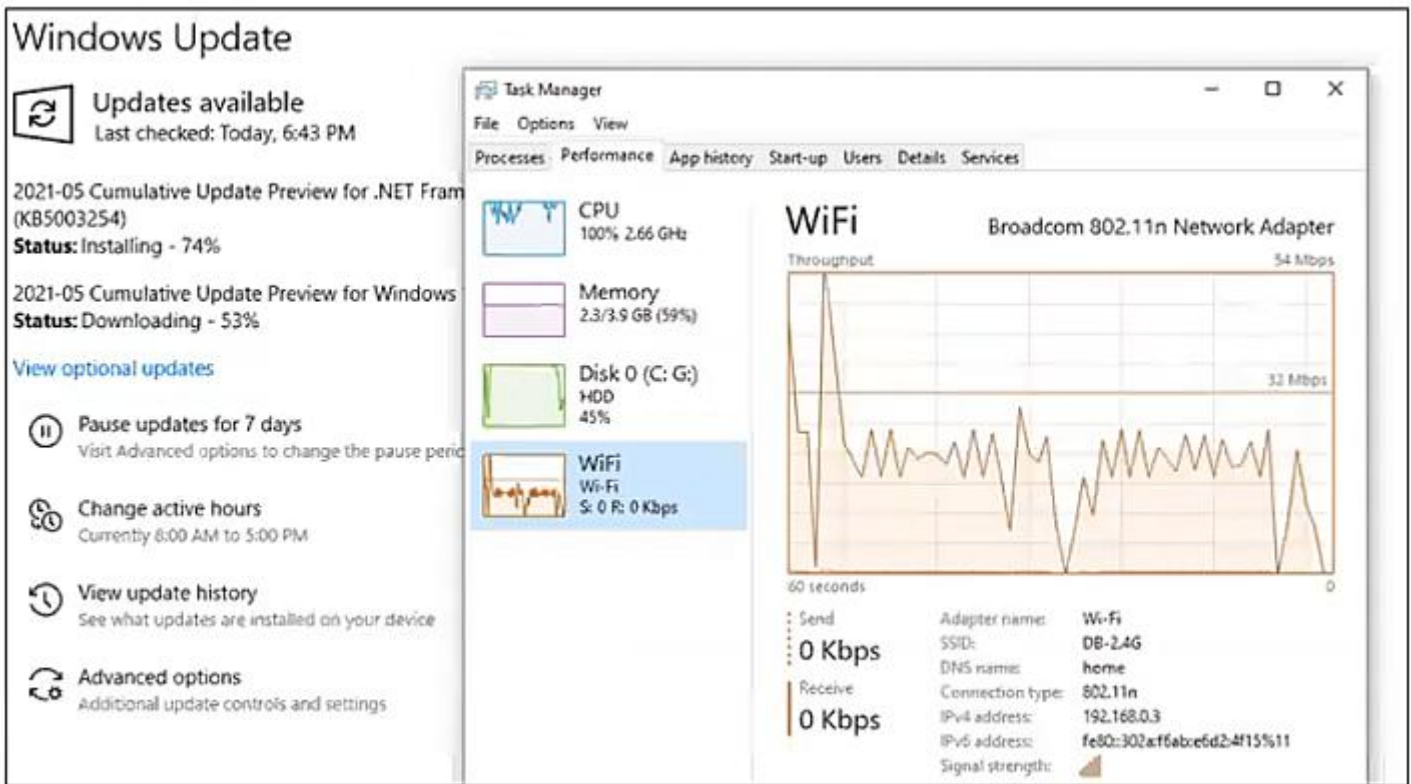 Windows Update
Updates available
Last checked: Today, 6:43 PM
2021-05 Cumulative Update Preview for .NET Fram
(KB5003254)
Status: Installing - 74%
2021-05 Cumulative Update Preview for Windows
Status: Downloading - 53%
View optional updates
Pause updates for 7 days
Visit Advanced options to change the pause peric
Change active hours
Currently 8:00 AM to 5:00 PM
View update history
See what updates are installed on your device
Advanced options
Additional update controls and settings
Task Manager
File Options View
Processes Performance App history Start-up Users Details Services
CPU
100% 2.66 GHz
Memory
2.3/3.9 GB (59%)
Disk 0 (C: G:)
HDD
45%
WiFi
Wi-Fi
S: 0 R: 0 Kbps
WiFi Broadcom 802.11n Network Adapter
Throughput 54 Mbps
32 Mbps
60 seconds 0
Send
0 Kbps
Receive
0 Kbps
Adapter name: Wi-Fi
SSID: DB-2.4G
DNS name: home
Connection type: 802.11n
IPv4 address: 192.168.0.3
IPv6 address: fe80::302a:f6ab:e6d2:4f15%11
Signal strength: